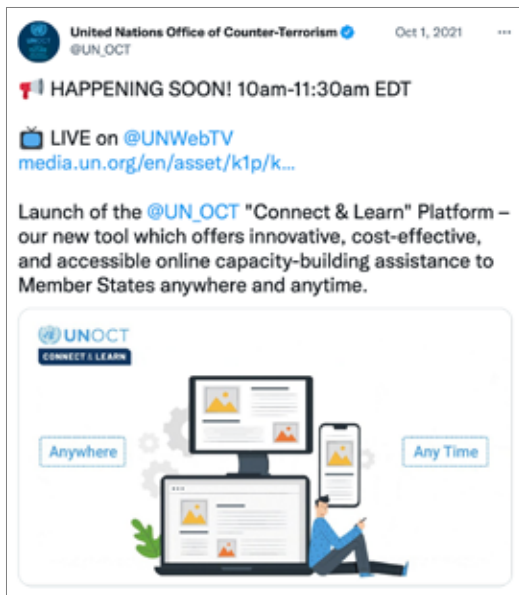 United Nations Office of Counter-Terrorism
Oct 1, 2021
@UN_OCT
HAPPENING SOON! 10am-11:30am EDT
LIVE on @UNWebTV
media.un.org/en/asset/k1p/k...
Launch of the @UN_OCT "Connect & Learn" Platform –
our new tool which offers innovative, cost-effective,
and accessible online capacity-building assistance to
Member States anywhere and anytime.
UNOCT
CONNECT & LEARN
Anywhere
Any Time